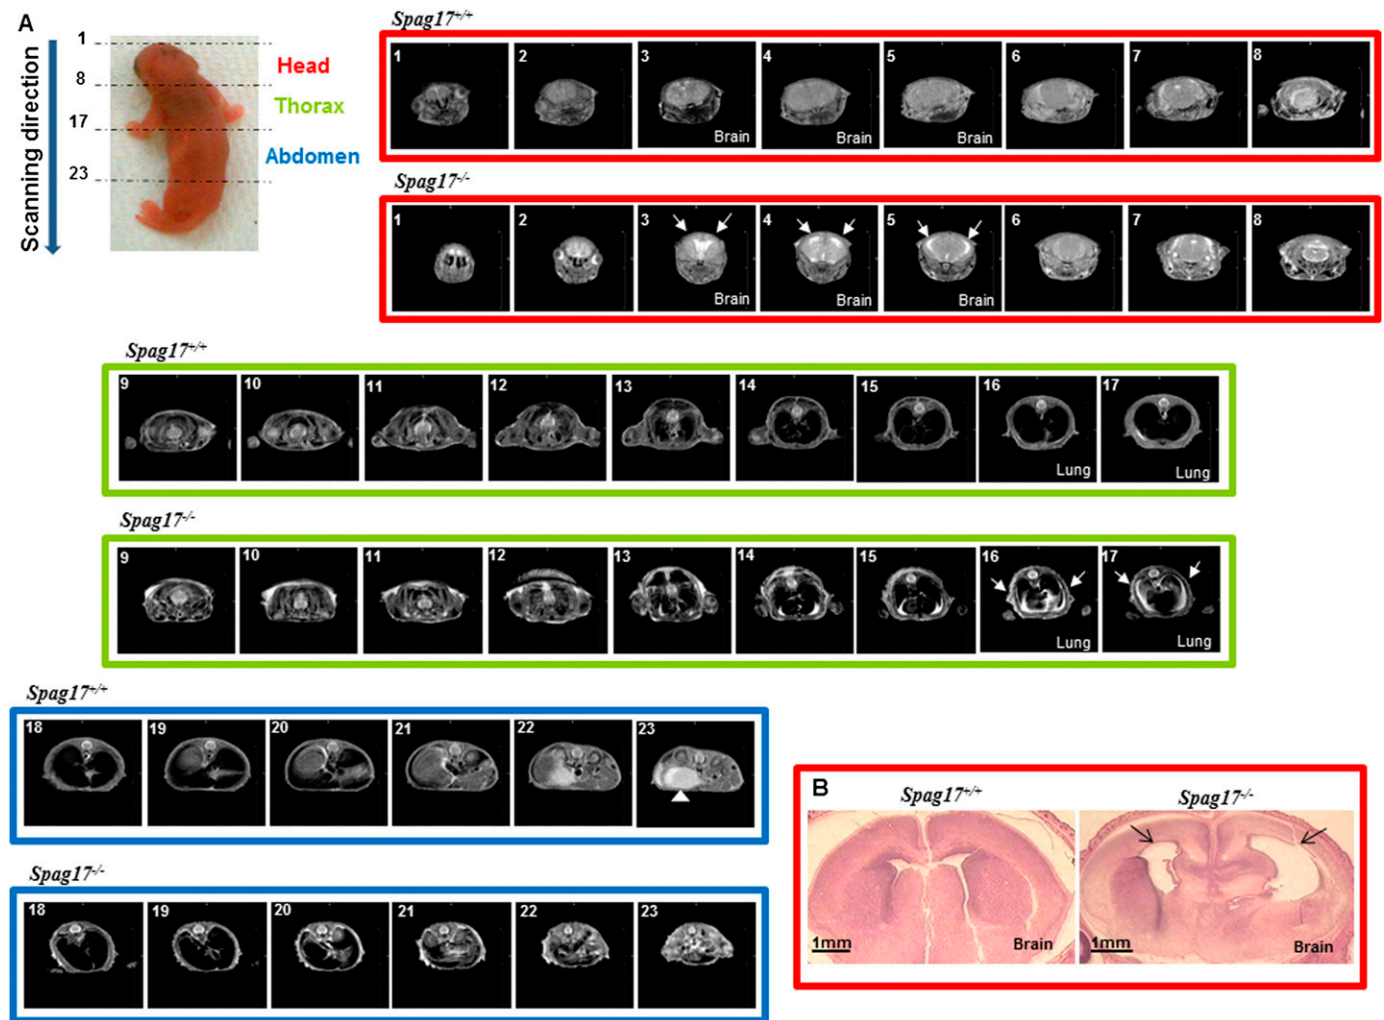 A
Scanning direction
1
8
17
23
Head
Thorax
Abdomen
Spag17+/+
1 2 3 4 5 6 7 8
Brain Brain Brain
Spag17-/-
1 2 3 4 5 6 7 8
Brain Brain Brain
Spag17+/+
9 10 11 12 13 14 15 16 17
Lung Lung
Spag17-/-
9 10 11 12 13 14 15 16 17
Lung Lung
Spag17+/+
18 19 20 21 22 23
Spag17-/-
18 19 20 21 22 23
B
Spag17+/+ Spag17-/-
1mm Brain 1mm Brain